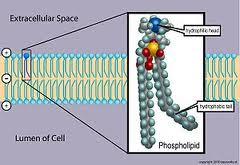 Extracellular Space
hydrophilic head
+
-
+
hydrophobic tail
Lumen of Cell
Phospholipid